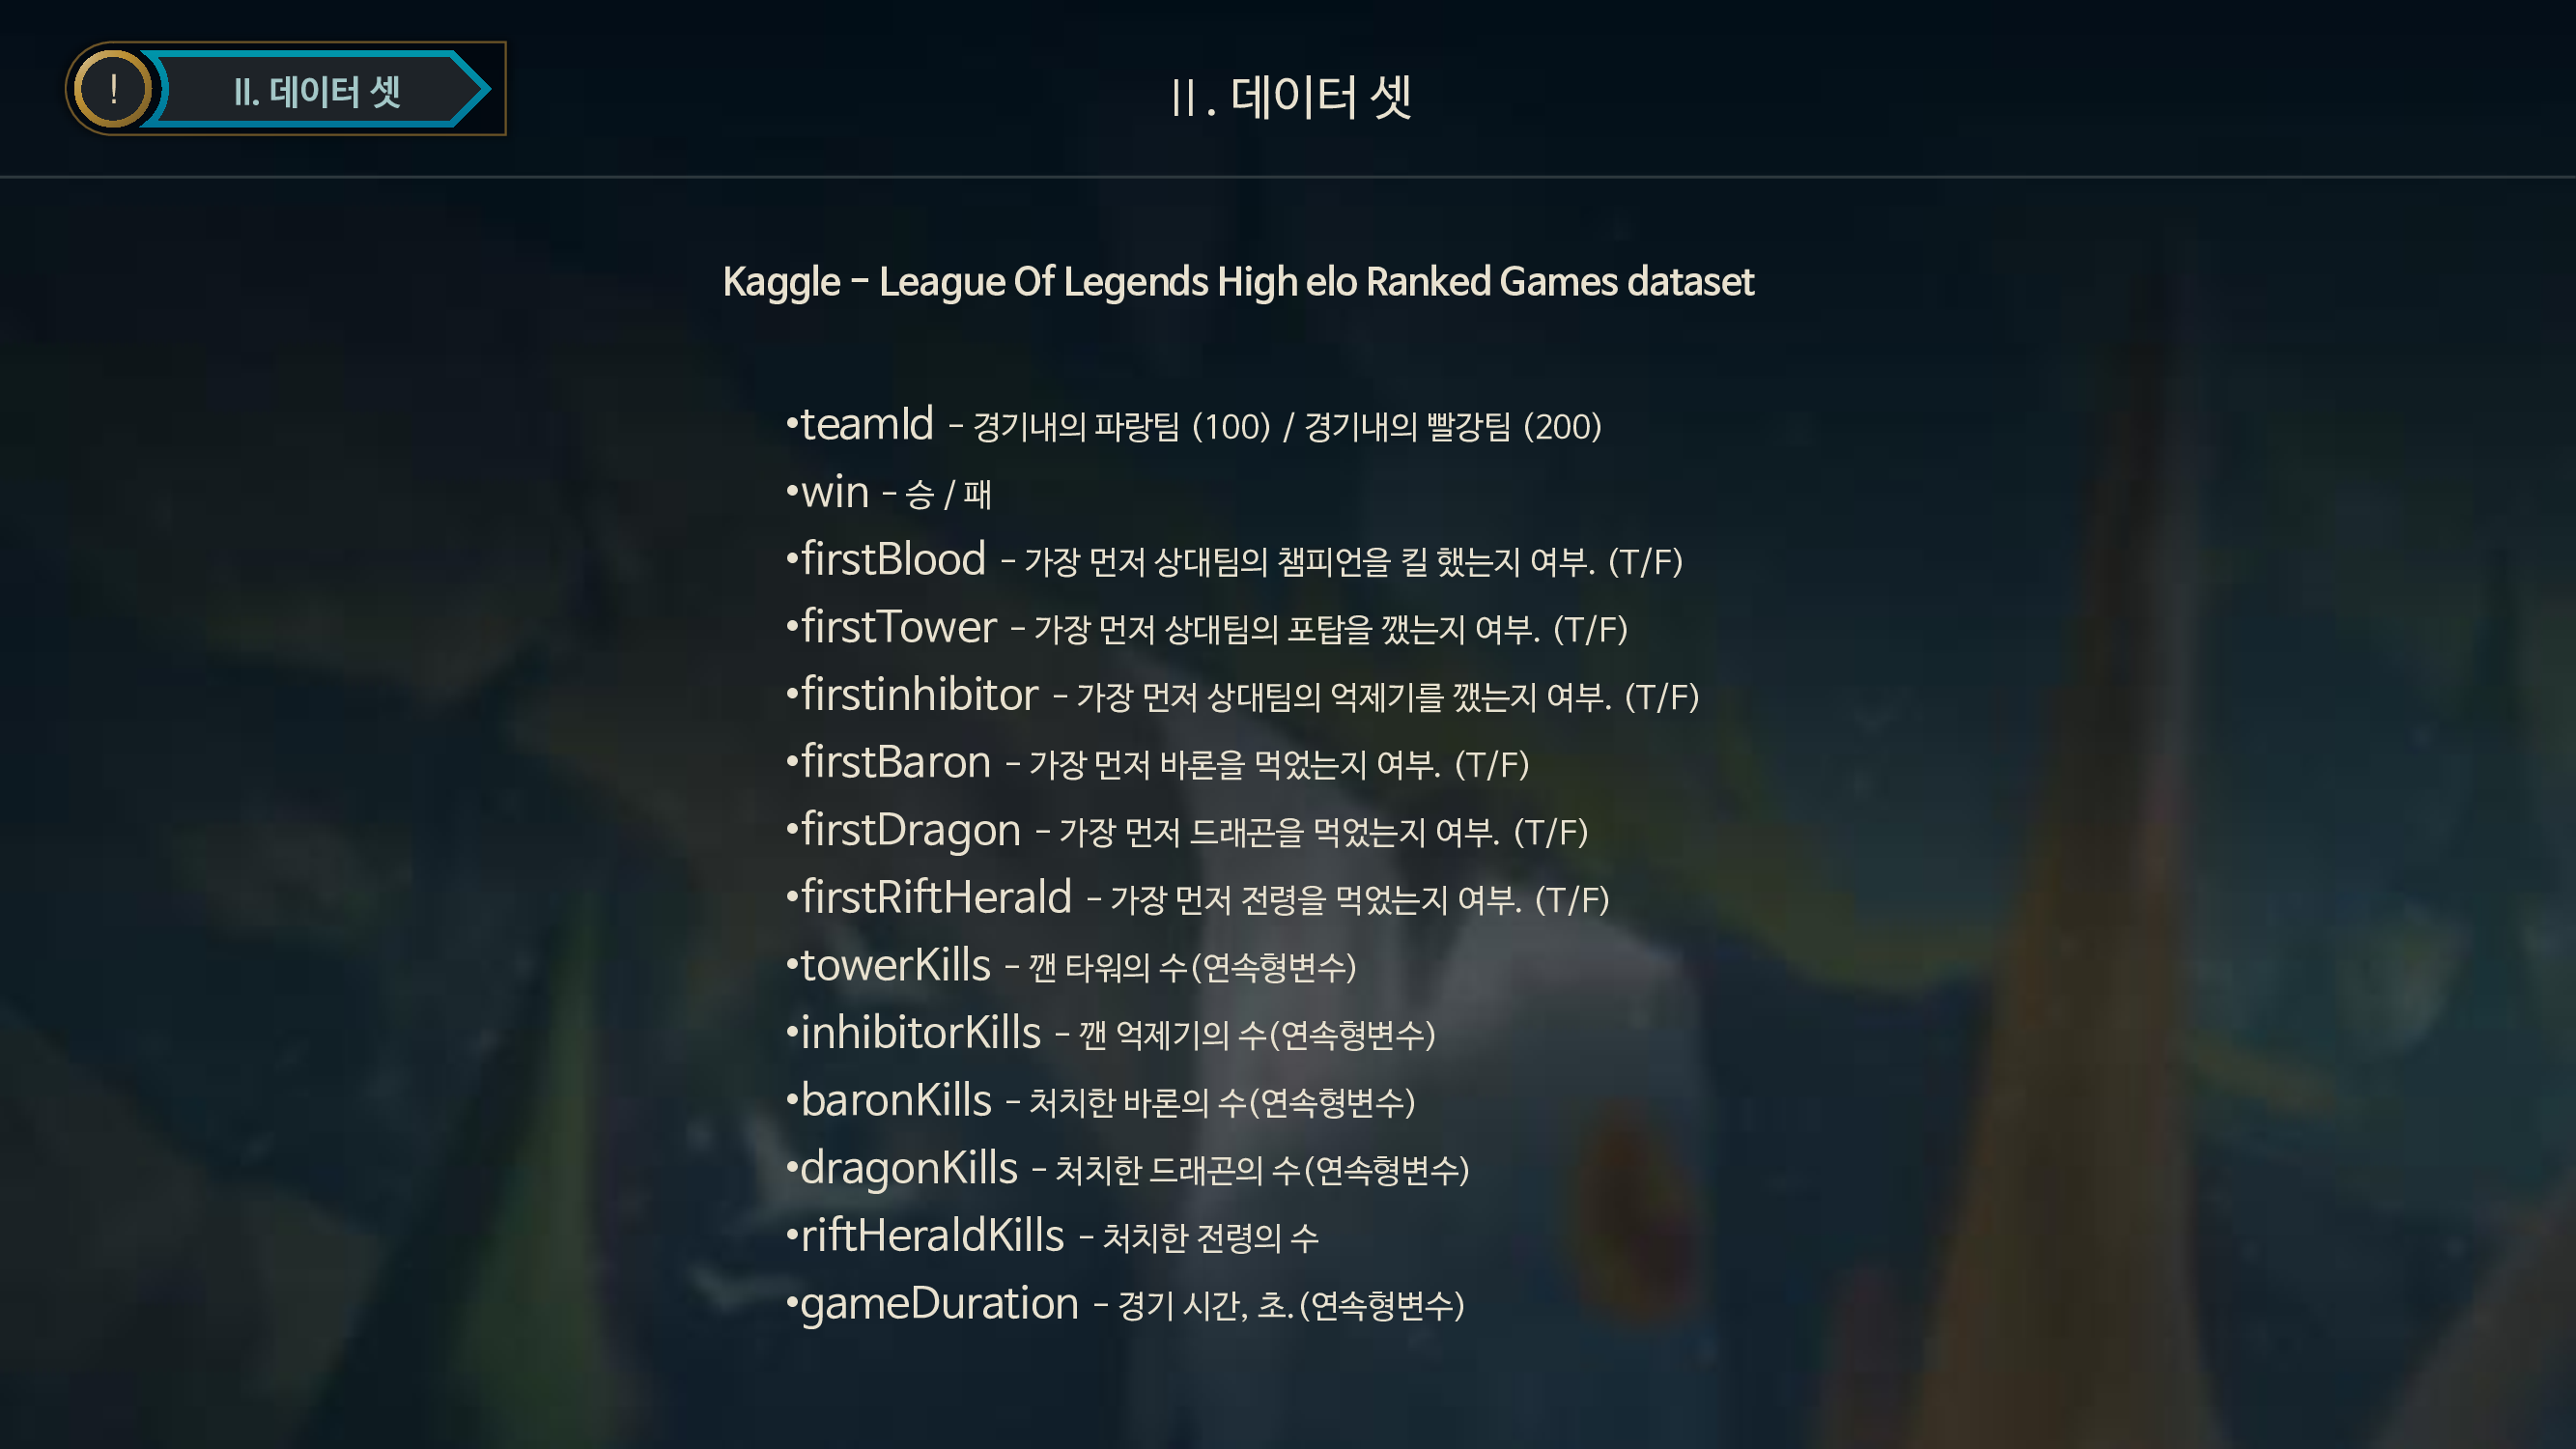 !
II. 데이터 셋
II. 데이터 셋
Kaggle – League Of Legends High elo Ranked Games dataset
•teamId – 경기내의 파랑팀 (100) / 경기내의 빨강팀 (200)
•win – 승 / 패
•firstBlood – 가장 먼저 상대팀의 챔피언을 킬 했는지 여부. (T/F)
•firstTower – 가장 먼저 상대팀의 포탑을 깼는지 여부. (T/F)
•firstinhibitor – 가장 먼저 상대팀의 억제기를 깼는지 여부. (T/F)
•firstBaron – 가장 먼저 바론을 먹었는지 여부. (T/F)
•firstDragon – 가장 먼저 드래곤을 먹었는지 여부. (T/F)
•firstRiftHerald – 가장 먼저 전령을 먹었는지 여부. (T/F)
•towerKills – 깬 타워의 수(연속형변수)
•inhibitorKills – 깬 억제기의 수(연속형변수)
•baronKills – 처치한 바론의 수(연속형변수)
•dragonKills – 처치한 드래곤의 수(연속형변수)
•riftHeraldKills – 처치한 전령의 수
•gameDuration – 경기 시간, 초.(연속형변수)